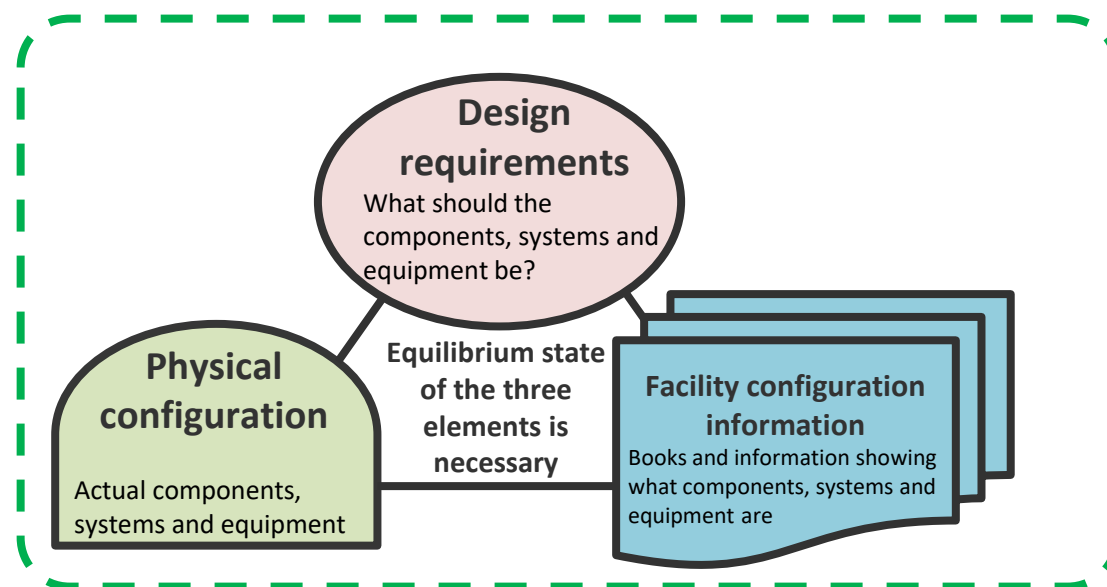 Design
requirements
What should the
components, systems and
equipment be?
Physical
configuration
Actual components,
systems and equipment
Equilibrium state
of the three
elements is
necessary
Facility configuration
information
Books and information showing
what components, systems and
equipment are